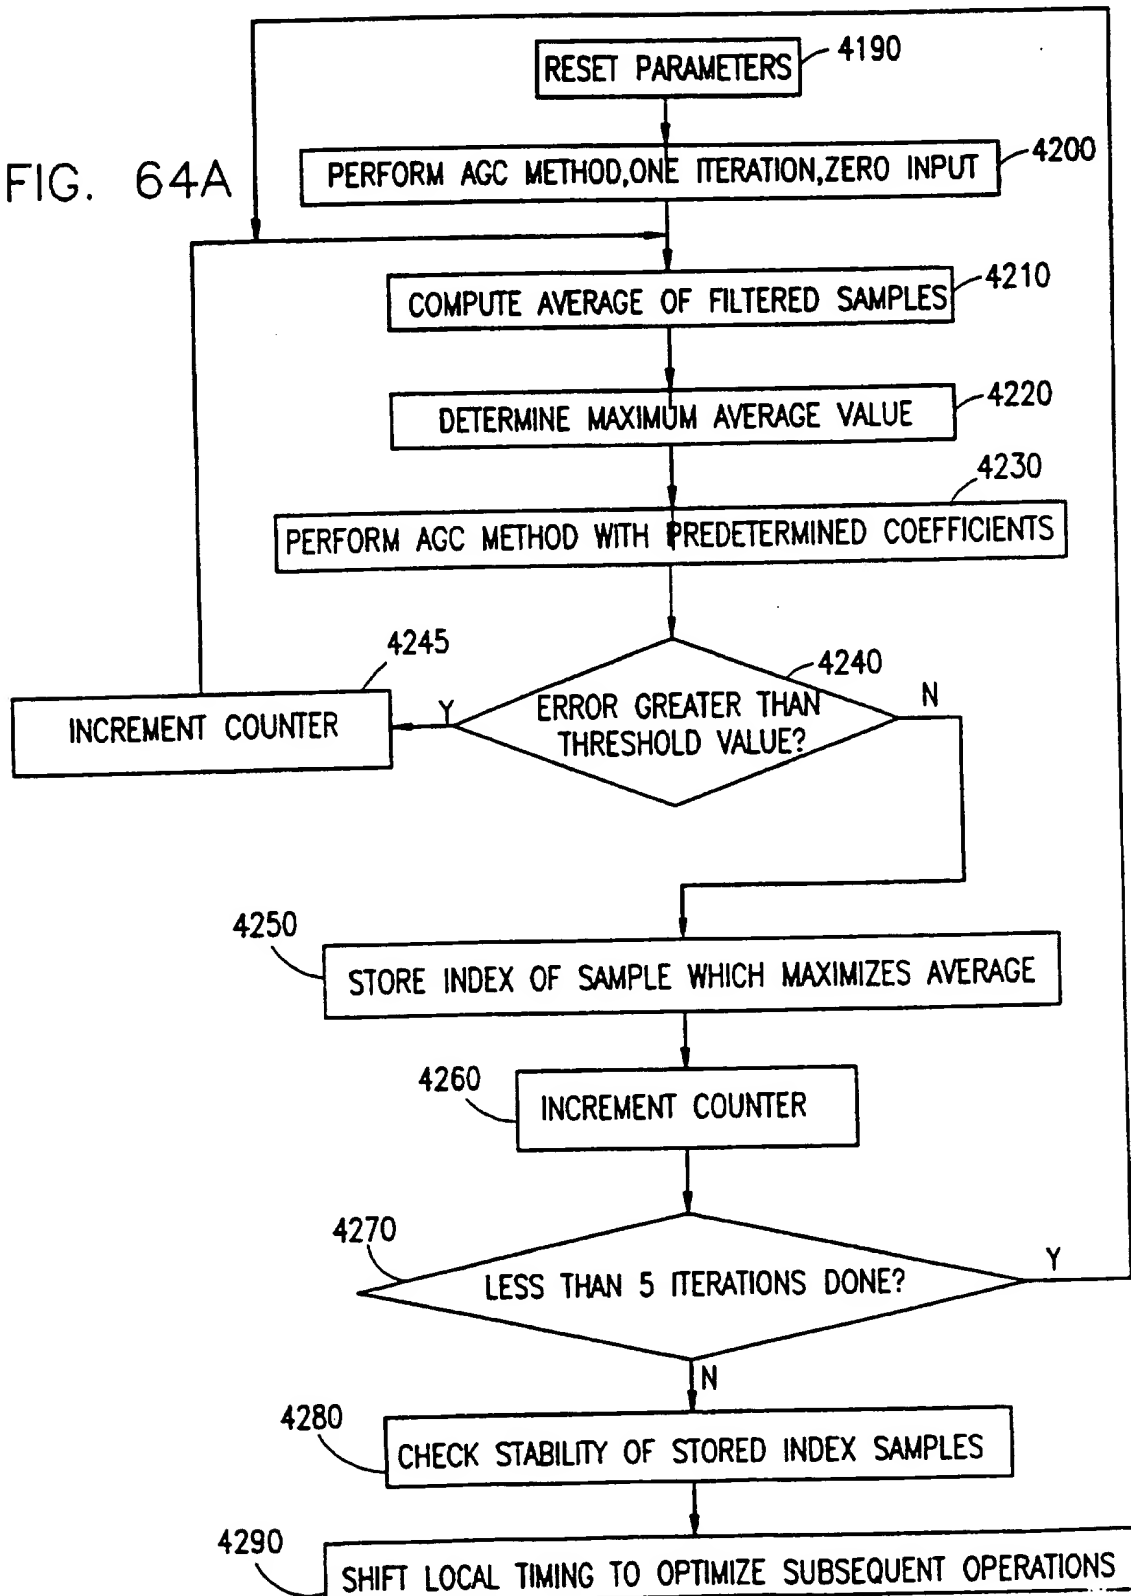 FIG. 64A
RESET PARAMETERS
4190
PERFORM AGC METHOD,ONE ITERATION,ZERO INPUT
4200
COMPUTE AVERAGE OF FILTERED SAMPLES
4210
DETERMINE MAXIMUM AVERAGE VALUE
4220
PERFORM AGC METHOD WITH PREDETERMINED COEFFICIENTS
4230
ERROR GREATER THAN
THRESHOLD VALUE?
4240
Y
N
INCREMENT COUNTER
4245
STORE INDEX OF SAMPLE WHICH MAXIMIZES AVERAGE
4250
INCREMENT COUNTER
4260
LESS THAN 5 ITERATIONS DONE?
4270
Y
N
CHECK STABILITY OF STORED INDEX SAMPLES
4280
SHIFT LOCAL TIMING TO OPTIMIZE SUBSEQUENT OPERATIONS
4290